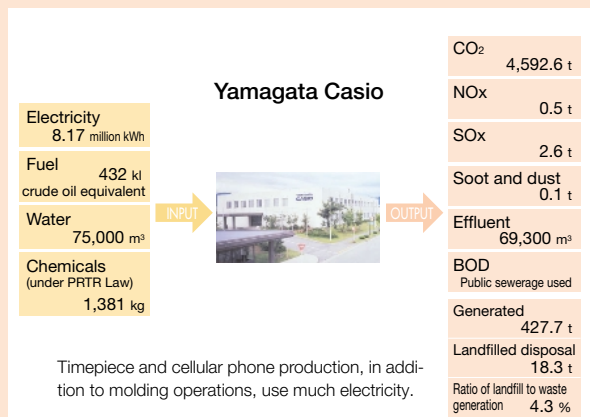 Yamagata Casio
Electricity
8.17 million kWh
Fuel
432 kl
crude oil equivalent
Water
75,000 m³
Chemicals
(under PRTR Law)
1,381 kg
INPUT
OUTPUT
CO₂
4,592.6 t
NOx
0.5 t
SOx
2.6 t
Soot and dust
0.1 t
Effluent
69,300 m³
BOD
Public sewerage used
Generated
427.7 t
Landfilled disposal
18.3 t
Ratio of landfill to waste
generation 4.3 %
Timepiece and cellular phone production, in addi-
tion to molding operations, use much electricity.